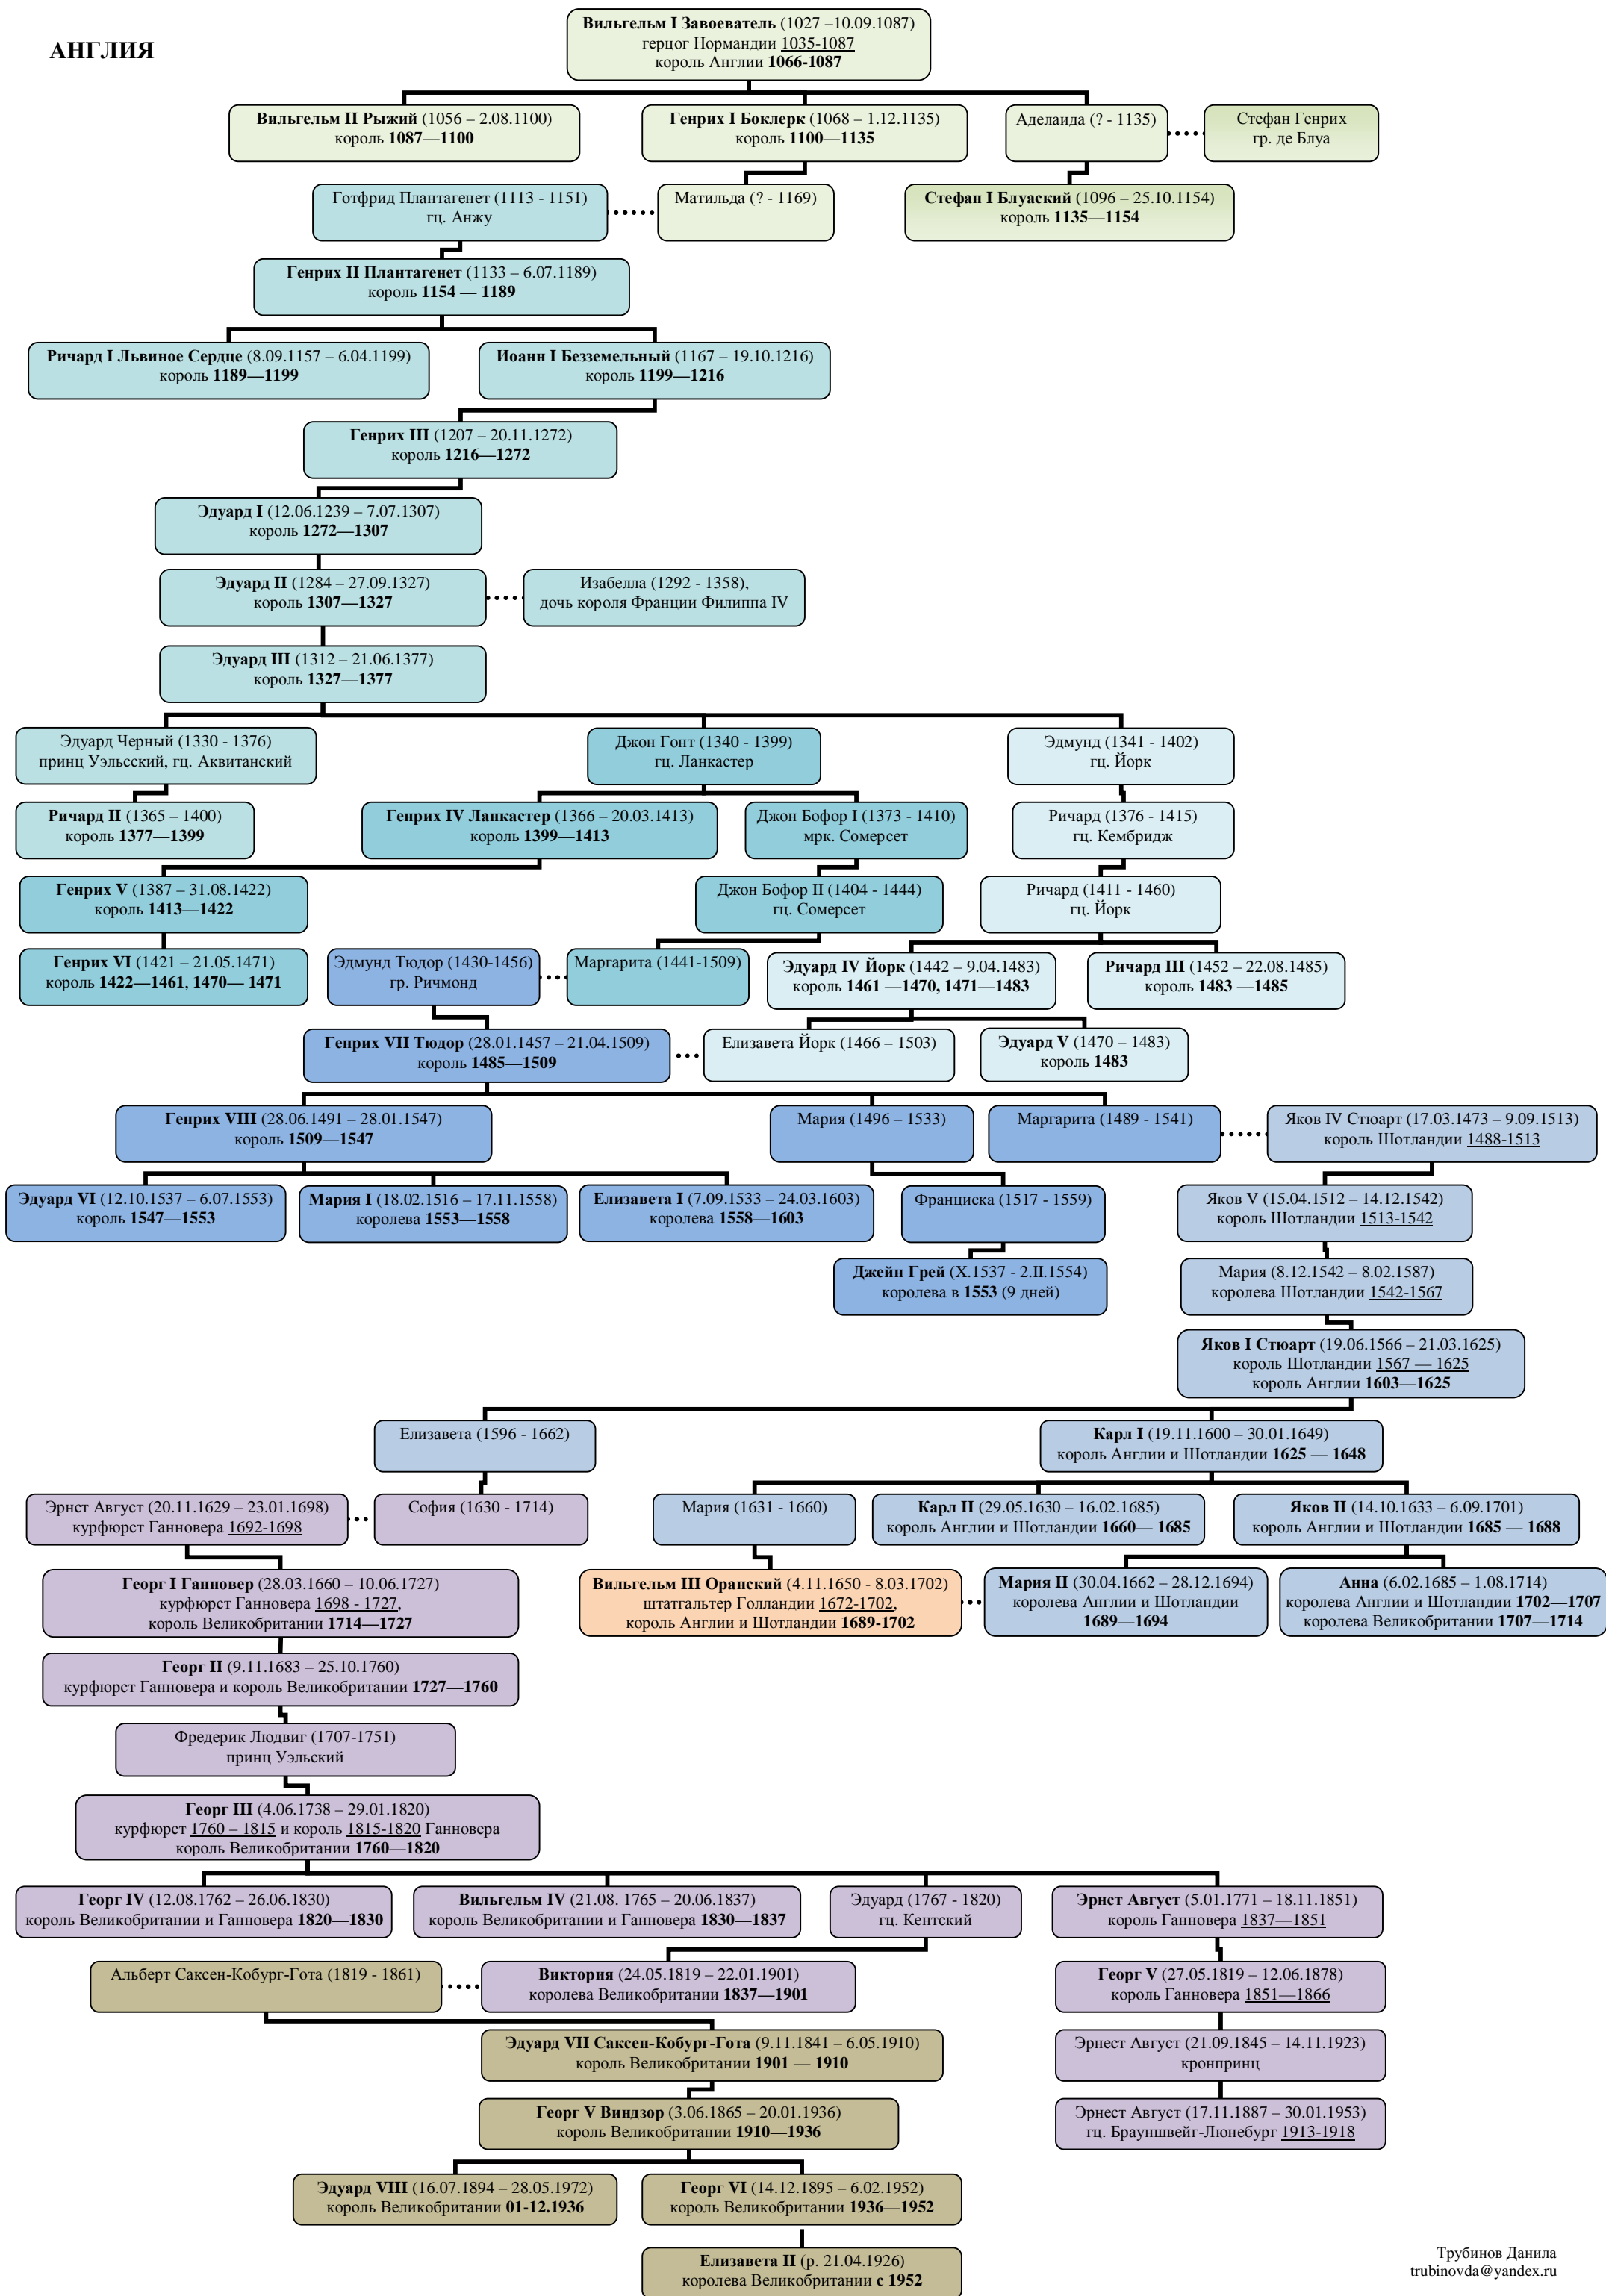 АНГЛИЯ
Вильгельм I Завоеватель (1027 –10.09.1087)
герцог Нормандии 1035-1087
король Англии 1066-1087
Вильгельм II Рыжий (1056 – 2.08.1100)
король 1087—1100
Генрих I Боклерк (1068 – 1.12.1135)
король 1100—1135
Аделаида (? - 1135)
Стефан Генрих
гр. де Блуа
Готфрид Плантагенет (1113 - 1151)
гц. Анжу
Матильда (? - 1169)
Стефан I Блуаский (1096 – 25.10.1154)
король 1135—1154
Генрих II Плантагенет (1133 – 6.07.1189)
король 1154 — 1189
Ричард I Львиное Сердце (8.09.1157 – 6.04.1199)
король 1189—1199
Иоанн I Безземельный (1167 – 19.10.1216)
король 1199—1216
Генрих III (1207 – 20.11.1272)
король 1216—1272
Эдуард I (12.06.1239 – 7.07.1307)
король 1272—1307
Эдуард II (1284 – 27.09.1327)
король 1307—1327
Изабелла (1292 - 1358),
дочь короля Франции Филиппа IV
Эдуард III (1312 – 21.06.1377)
король 1327—1377
Эдуард Черный (1330 - 1376)
принц Уэльсский, гц. Аквитанский
Джон Гонт (1340 - 1399)
гц. Ланкастер
Эдмунд (1341 - 1402)
гц. Йорк
Ричард II (1365 – 1400)
король 1377—1399
Генрих IV Ланкастер (1366 – 20.03.1413)
король 1399—1413
Джон Бофор I (1373 - 1410)
мрк. Сомерсет
Ричард (1376 - 1415)
гц. Кембридж
Генрих V (1387 – 31.08.1422)
король 1413—1422
Джон Бофор II (1404 - 1444)
гц. Сомерсет
Ричард (1411 - 1460)
гц. Йорк
Генрих VI (1421 – 21.05.1471)
король 1422—1461, 1470— 1471
Эдмунд Тюдор (1430-1456)
гр. Ричмонд
Маргарита (1441-1509)
Эдуард IV Йорк (1442 – 9.04.1483)
король 1461 —1470, 1471—1483
Ричард III (1452 – 22.08.1485)
король 1483 —1485
Генрих VII Тюдор (28.01.1457 – 21.04.1509)
король 1485—1509
Елизавета Йорк (1466 – 1503)
Эдуард V (1470 – 1483)
король 1483
Генрих VIII (28.06.1491 – 28.01.1547)
король 1509—1547
Мария (1496 – 1533)
Маргарита (1489 - 1541)
Яков IV Стюарт (17.03.1473 – 9.09.1513)
король Шотландии 1488-1513
Эдуард VI (12.10.1537 – 6.07.1553)
король 1547—1553
Мария I (18.02.1516 – 17.11.1558)
королева 1553—1558
Елизавета I (7.09.1533 – 24.03.1603)
королева 1558—1603
Франциска (1517 - 1559)
Яков V (15.04.1512 – 14.12.1542)
король Шотландии 1513-1542
Джейн Грей (X.1537 - 2.II.1554)
королева в 1553 (9 дней)
Мария (8.12.1542 – 8.02.1587)
королева Шотландии 1542-1567
Яков I Стюарт (19.06.1566 – 21.03.1625)
король Шотландии 1567 — 1625
король Англии 1603—1625
Елизавета (1596 - 1662)
Карл I (19.11.1600 – 30.01.1649)
король Англии и Шотландии 1625 — 1648
Эрнст Август (20.11.1629 – 23.01.1698)
курфюрст Ганновера 1692-1698
София (1630 - 1714)
Мария (1631 - 1660)
Карл II (29.05.1630 – 16.02.1685)
король Англии и Шотландии 1660— 1685
Яков II (14.10.1633 – 6.09.1701)
король Англии и Шотландии 1685 — 1688
Георг I Ганновер (28.03.1660 – 10.06.1727)
курфюрст Ганновера 1698 - 1727,
король Великобритании 1714—1727
Вильгельм III Оранский (4.11.1650 - 8.03.1702)
штатгальтер Голландии 1672-1702,
король Англии и Шотландии 1689-1702
Мария II (30.04.1662 – 28.12.1694)
королева Англии и Шотландии
1689—1694
Анна (6.02.1685 – 1.08.1714)
королева Англии и Шотландии 1702—1707
королева Великобритании 1707—1714
Георг II (9.11.1683 – 25.10.1760)
курфюрст Ганновера и король Великобритании 1727—1760
Фредерик Людвиг (1707-1751)
принц Уэльский
Георг III (4.06.1738 – 29.01.1820)
курфюрст 1760 – 1815 и король 1815-1820 Ганновера
король Великобритании 1760—1820
Георг IV (12.08.1762 – 26.06.1830)
король Великобритании и Ганновера 1820—1830
Вильгельм IV (21.08. 1765 – 20.06.1837)
король Великобритании и Ганновера 1830—1837
Эдуард (1767 - 1820)
гц. Кентский
Эрнст Август (5.01.1771 – 18.11.1851)
король Ганновера 1837—1851
Альберт Саксен-Кобург-Гота (1819 - 1861)
Виктория (24.05.1819 – 22.01.1901)
королева Великобритании 1837—1901
Георг V (27.05.1819 – 12.06.1878)
король Ганновера 1851—1866
Эдуард VII Саксен-Кобург-Гота (9.11.1841 – 6.05.1910)
король Великобритании 1901 — 1910
Эрнест Август (21.09.1845 – 14.11.1923)
кронпринц
Георг V Виндзор (3.06.1865 – 20.01.1936)
король Великобритании 1910—1936
Эрнест Август (17.11.1887 – 30.01.1953)
гц. Брауншвейг-Люнебург 1913-1918
Эдуард VIII (16.07.1894 – 28.05.1972)
король Великобритании 01-12.1936
Георг VI (14.12.1895 – 6.02.1952)
король Великобритании 1936—1952
Елизавета II (р. 21.04.1926)
королева Великобритании с 1952
Трубинов Данила
trubinovda@yandex.ru